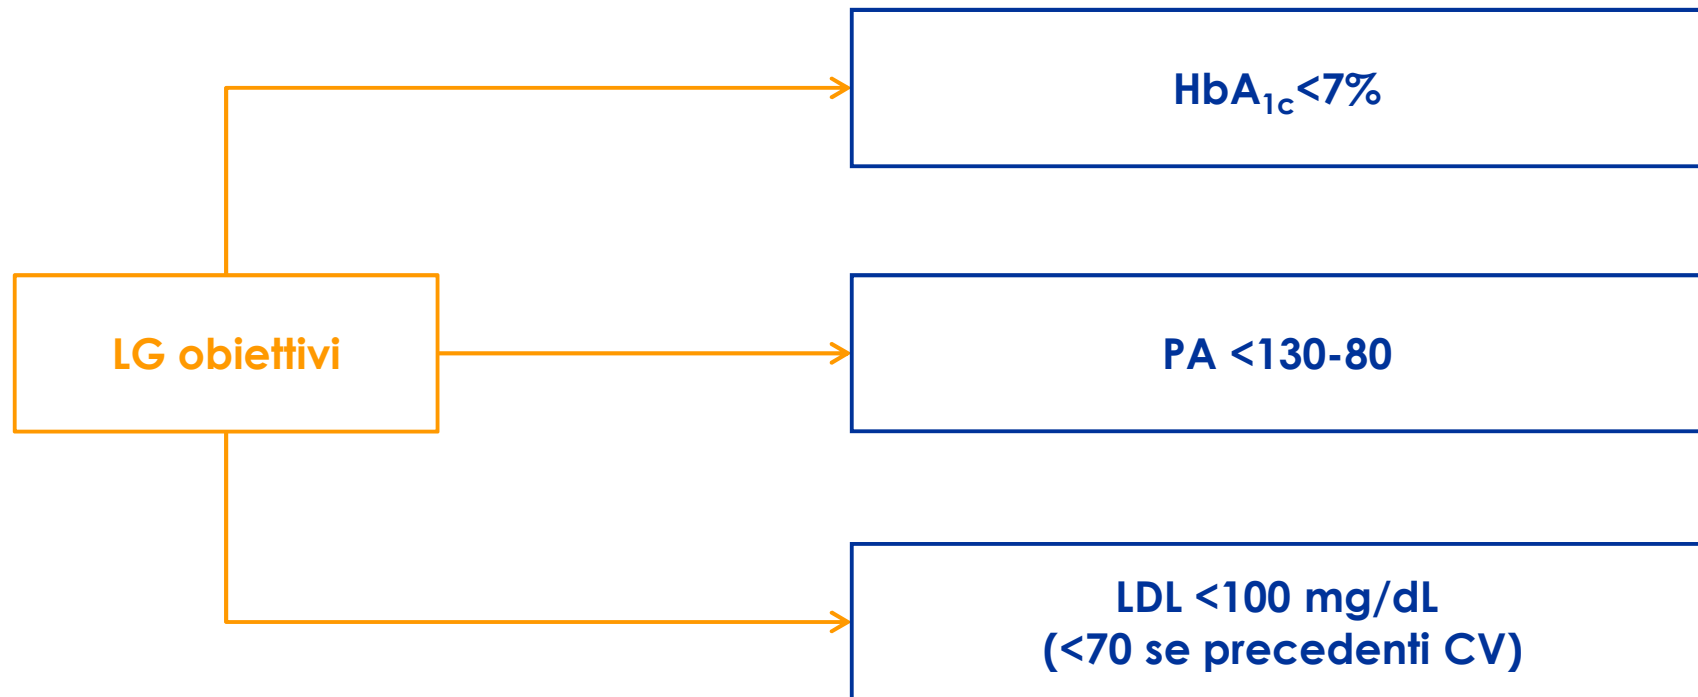 HbA1c<7%
LG obiettivi
PA <130-80
LDL <100 mg/dL
(<70 se precedenti CV)